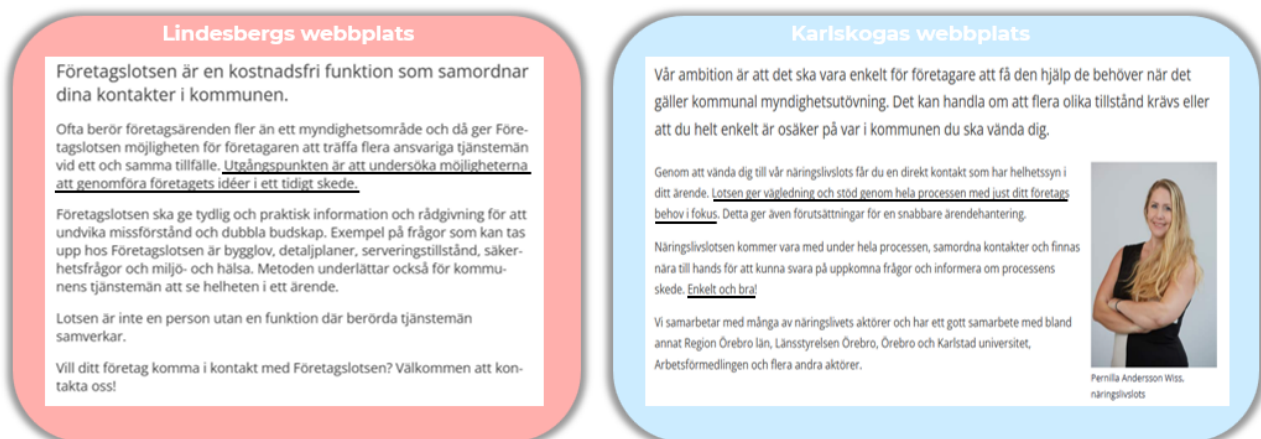 Lindesbergs webbplats
Företagslotsen är en kostnadsfri funktion som samordnar
dina kontakter i kommunen.
Ofta berör företagsärenden fler än ett myndighetsområde och då ger Före-
tagslotsen möjligheten för företagaren att träffa flera ansvariga tjänstemän
vid ett och samma tillfälle. Utgångspunkten är att undersöka möjligheterna
att genomföra företagets idéer i ett tidigt skede.
Företagslotsen ska ge tydlig och praktisk information och rådgivning för att
undvika missförstånd och dubbla budskap. Exempel på frågor som kan tas
upp hos Företagslotsen är bygglov, detaljplaner, serveringstillstånd, säker-
hetsfrågor och miljö- och hälsa. Metoden underlättar också för kommu-
nens tjänstemän att se helheten i ett ärende.
Lotsen är inte en person utan en funktion där berörda tjänstemän
samverkar.
Vill ditt företag komma i kontakt med Företagslotsen? Välkommen att kon-
takta oss!
Karlskogas webbplats
Vår ambition är att det ska vara enkelt för företagare att få den hjälp de behöver när det
gäller kommunal myndighetsutövning. Det kan handla om att flera olika tillstånd krävs eller
att du helt enkelt är osäker på var i kommunen du ska vända dig.
Genom att vända dig till vår näringslivslots får du en direkt kontakt som har helhetssyn i
ditt ärende. Lotsen ger vägledning och stöd genom hela processen med just ditt företags
behov i fokus. Detta ger även förutsättningar för en snabbare ärendehantering.
Näringslivslotsen kommer vara med under hela processen, samordna kontakter och finnas
nära till hands för att kunna svara på uppkomna frågor och informera om processens
skede. Enkelt och bra!
Vi samarbetar med många av näringslivets aktörer och har ett gott samarbete med bland
annat Region Örebro län, Länsstyrelsen Örebro, Örebro och Karlstad universitet,
Arbetsförmedlingen och flera andra aktörer.
Pernilla Andersson Wiss,
näringslivslots